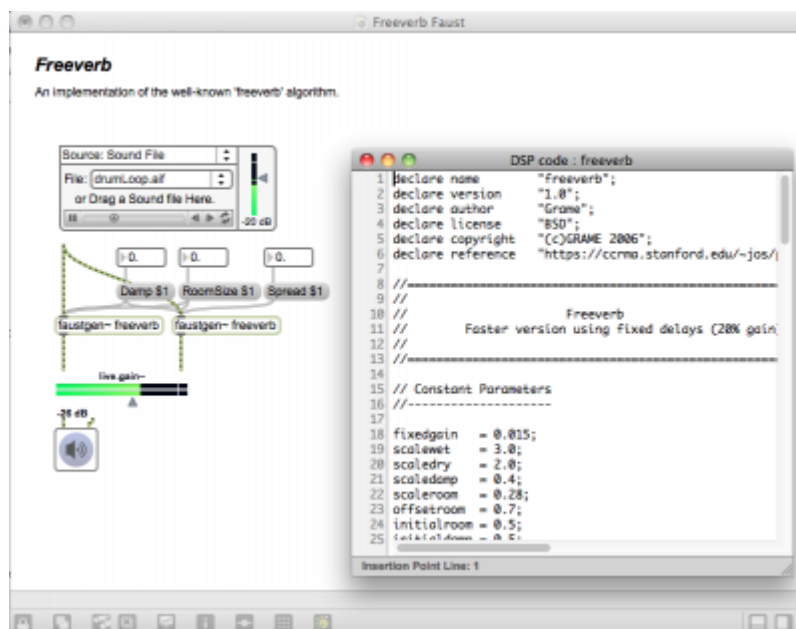 Freeverb Faust
Freeverb
An implementation of the well-known 'freeverb' algorithm.
Source: Sound File
File: drumLoop.aif
or Drag a Sound file Here.
-20 dB
0. 0. 0.
Damp $1 RoomSize $1 Spread $1
faustgen~ freeverb faustgen~ freeverb
live.gain~
-26 dB
DSP code : freeverb
1 declare name "freeverb";
2 declare version "1.0";
3 declare author "Grame";
4 declare license "BSD";
5 declare copyright "(c)GRAME 2006";
6 declare reference "https://ccrma.stanford.edu/~jos/
7
8 //======================================================
9 //
10 // Freeverb
11 // Faster version using fixed delays (20% gain)
12 //
13 //======================================================
14
15 // Constant Parameters
16 //--------------------
17
18 fixedgain = 0.015;
19 scalewet = 3.0;
20 scaledry = 2.0;
21 scaledamp = 0.4;
22 scaleroom = 0.28;
23 offsetroom = 0.7;
24 initialroom = 0.5;
25 initialdamp = 0.5;
Insertion Point Line: 1